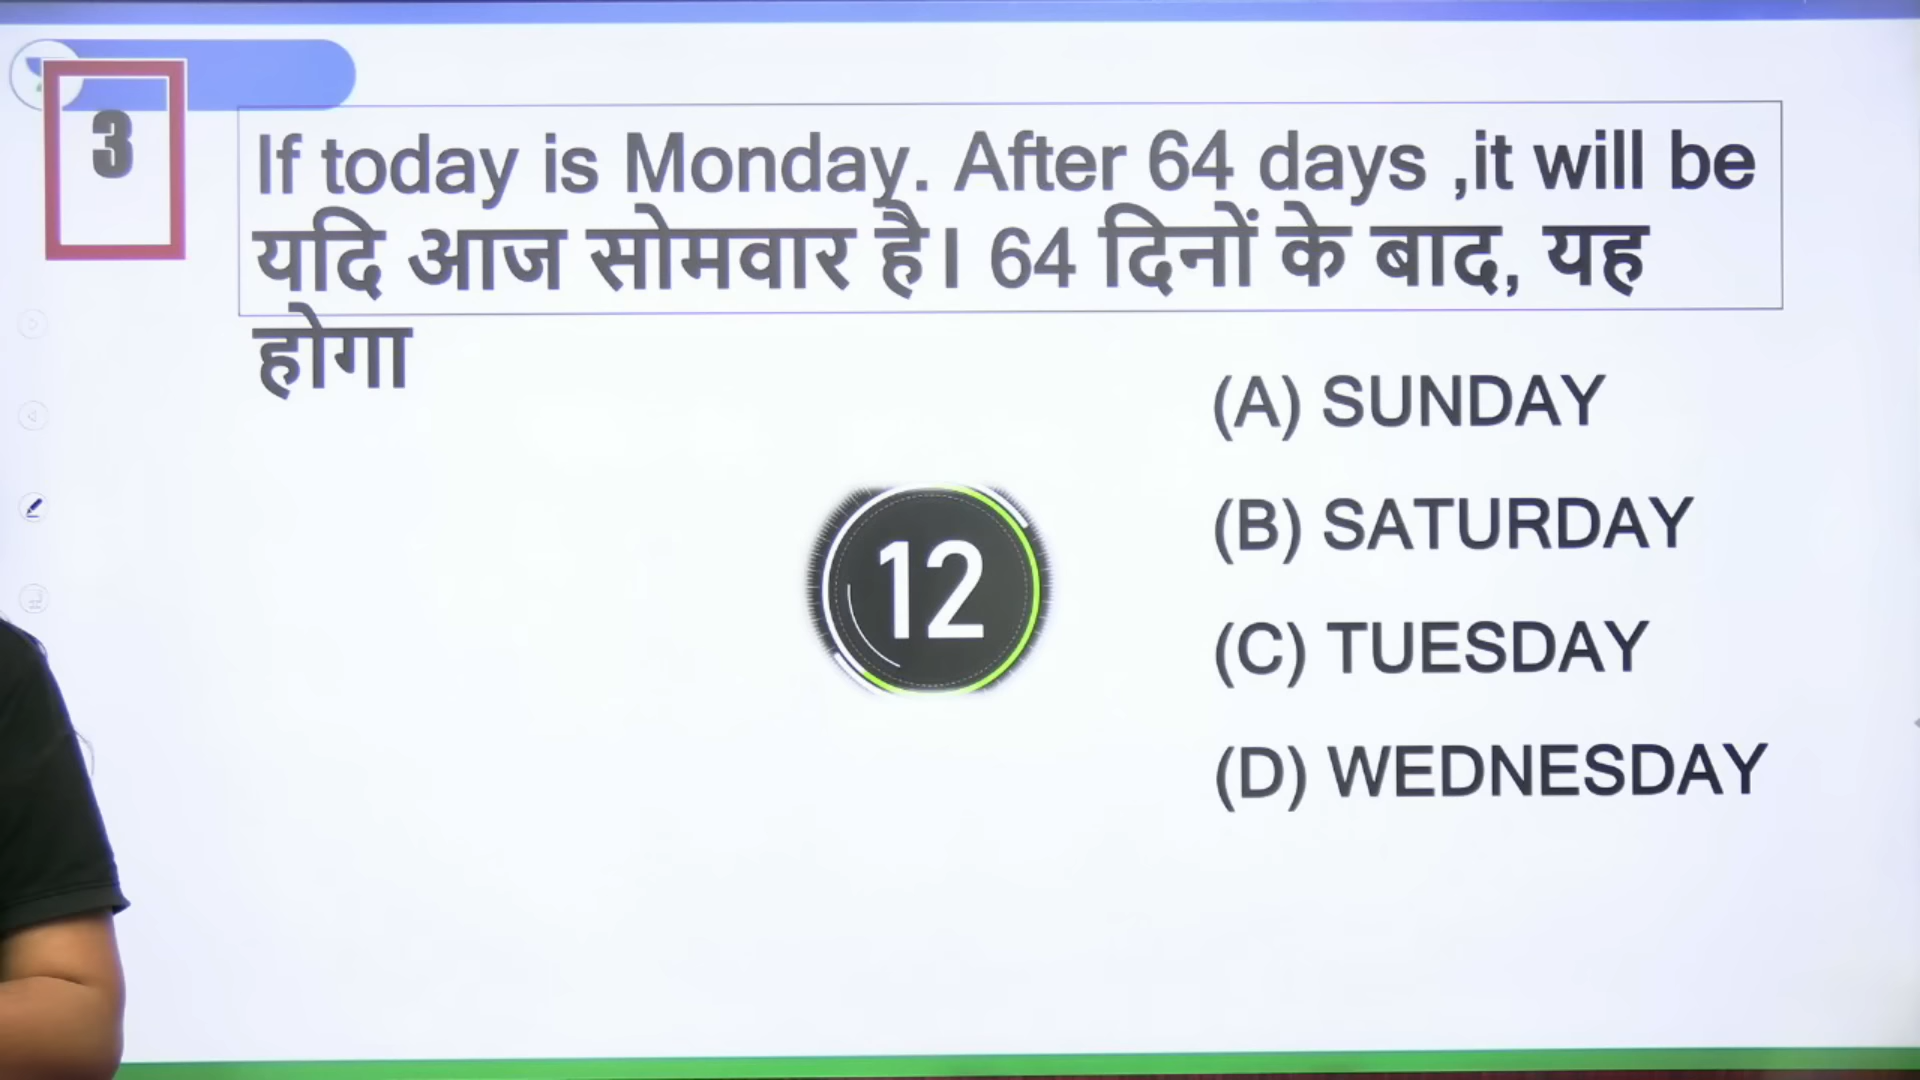 3
If today is Monday. After 64 days ,it will be
यदि आज सोमवार है। 64 दिनों के बाद, यह
होगा
(A) SUNDAY
(B) SATURDAY
12
(C) TUESDAY
(D) WEDNESDAY